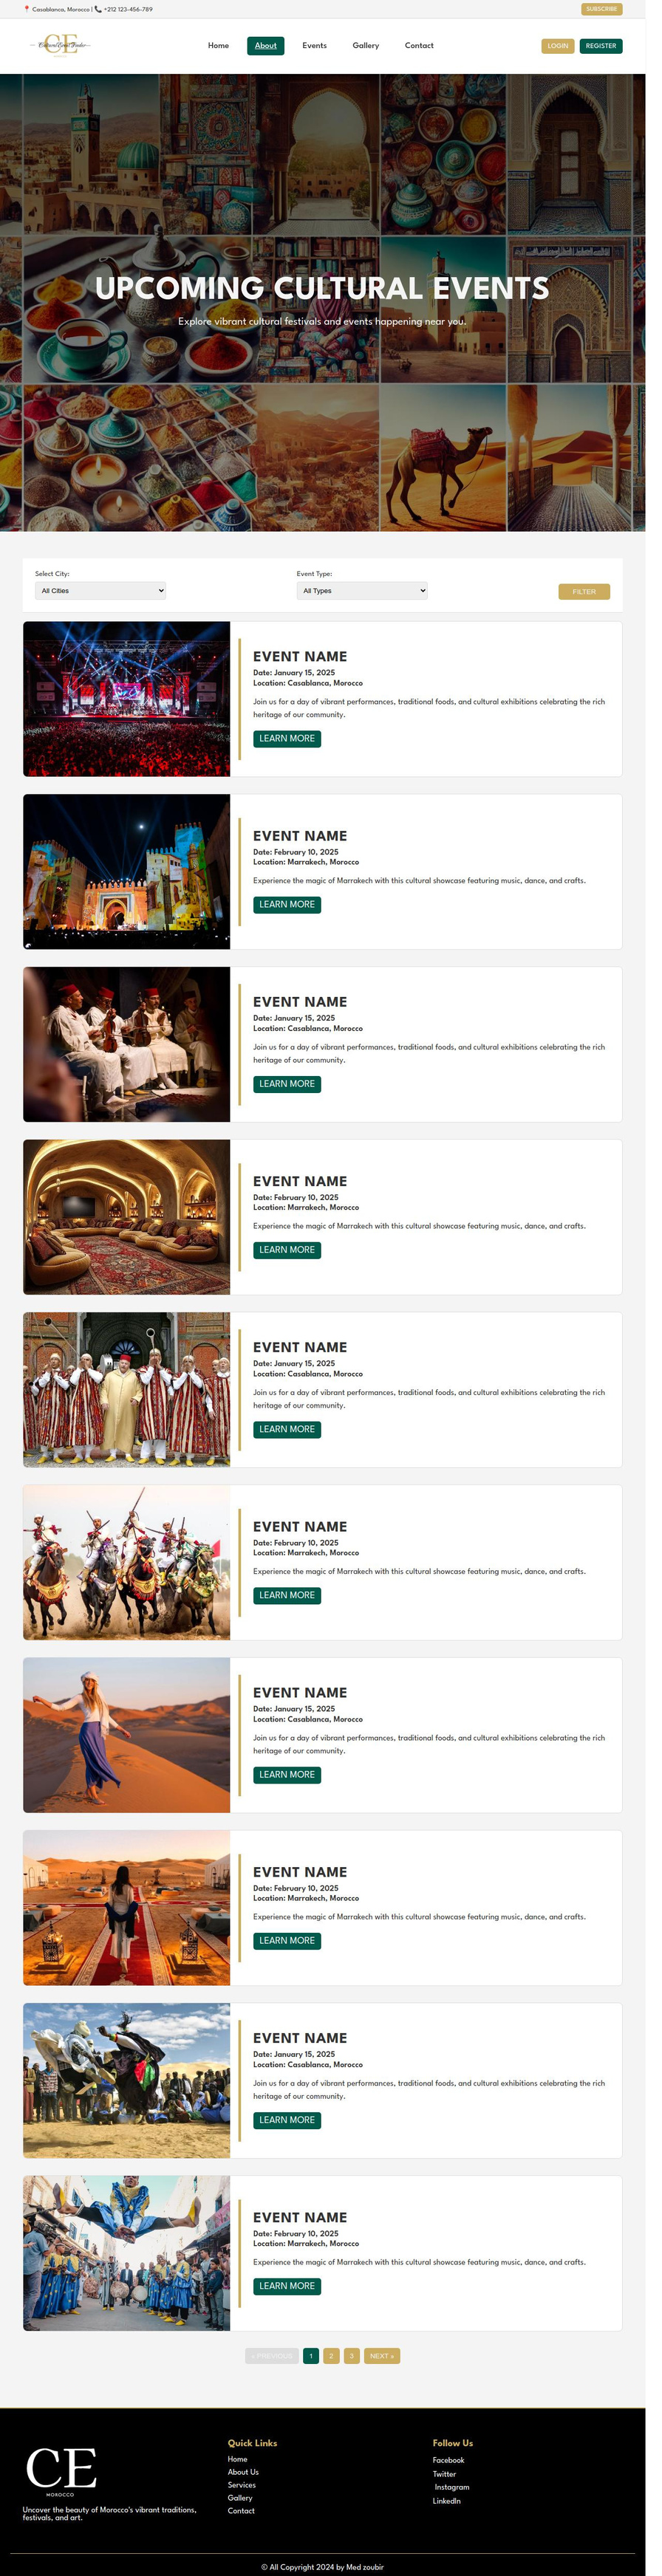 📍 Casablanca, Morocco | 📞 +212 123-456-789
SUBSCRIBE
CE
Cultural Event Finder
Home About Events Gallery Contact
LOGIN REGISTER
UPCOMING CULTURAL EVENTS
Explore vibrant cultural festivals and events happening near you.
Select City:
All Cities
Event Type:
All Types
FILTER
EVENT NAME
Date: January 15, 2025
Location: Casablanca, Morocco
Join us for a day of vibrant performances, traditional foods, and cultural exhibitions celebrating the rich
heritage of our community.
LEARN MORE
EVENT NAME
Date: February 10, 2025
Location: Marrakech, Morocco
Experience the magic of Marrakech with this cultural showcase featuring music, dance, and crafts.
LEARN MORE
EVENT NAME
Date: January 15, 2025
Location: Casablanca, Morocco
Join us for a day of vibrant performances, traditional foods, and cultural exhibitions celebrating the rich
heritage of our community.
LEARN MORE
EVENT NAME
Date: February 10, 2025
Location: Marrakech, Morocco
Experience the magic of Marrakech with this cultural showcase featuring music, dance, and crafts.
LEARN MORE
EVENT NAME
Date: January 15, 2025
Location: Casablanca, Morocco
Join us for a day of vibrant performances, traditional foods, and cultural exhibitions celebrating the rich
heritage of our community.
LEARN MORE
EVENT NAME
Date: February 10, 2025
Location: Marrakech, Morocco
Experience the magic of Marrakech with this cultural showcase featuring music, dance, and crafts.
LEARN MORE
EVENT NAME
Date: January 15, 2025
Location: Casablanca, Morocco
Join us for a day of vibrant performances, traditional foods, and cultural exhibitions celebrating the rich
heritage of our community.
LEARN MORE
EVENT NAME
Date: February 10, 2025
Location: Marrakech, Morocco
Experience the magic of Marrakech with this cultural showcase featuring music, dance, and crafts.
LEARN MORE
EVENT NAME
Date: January 15, 2025
Location: Casablanca, Morocco
Join us for a day of vibrant performances, traditional foods, and cultural exhibitions celebrating the rich
heritage of our community.
LEARN MORE
EVENT NAME
Date: February 10, 2025
Location: Marrakech, Morocco
Experience the magic of Marrakech with this cultural showcase featuring music, dance, and crafts.
LEARN MORE
« PREVIOUS 1 2 3 NEXT »
CE
MOROCCO
Uncover the beauty of Morocco's vibrant traditions,
festivals, and art.
Quick Links
Home
About Us
Services
Gallery
Contact
Follow Us
Facebook
Twitter
Instagram
LinkedIn
© All Copyright 2024 by Med zoubir